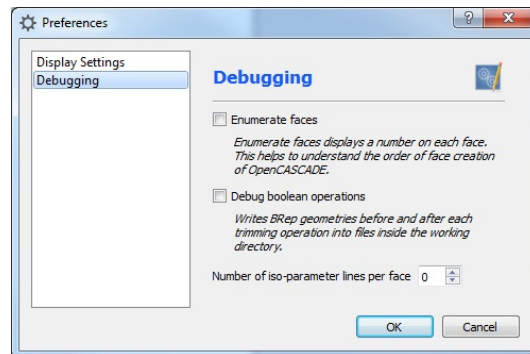 Preferences
Display Settings
Debugging
Debugging
Enumerate faces
Enumerate faces displays a number on each face.
This helps to understand the order of face creation
of OpenCASCADE.
Debug boolean operations
Writes BRep geometries before and after each
trimming operation into files inside the working
directory.
Number of iso-parameter lines per face 0
OK Cancel